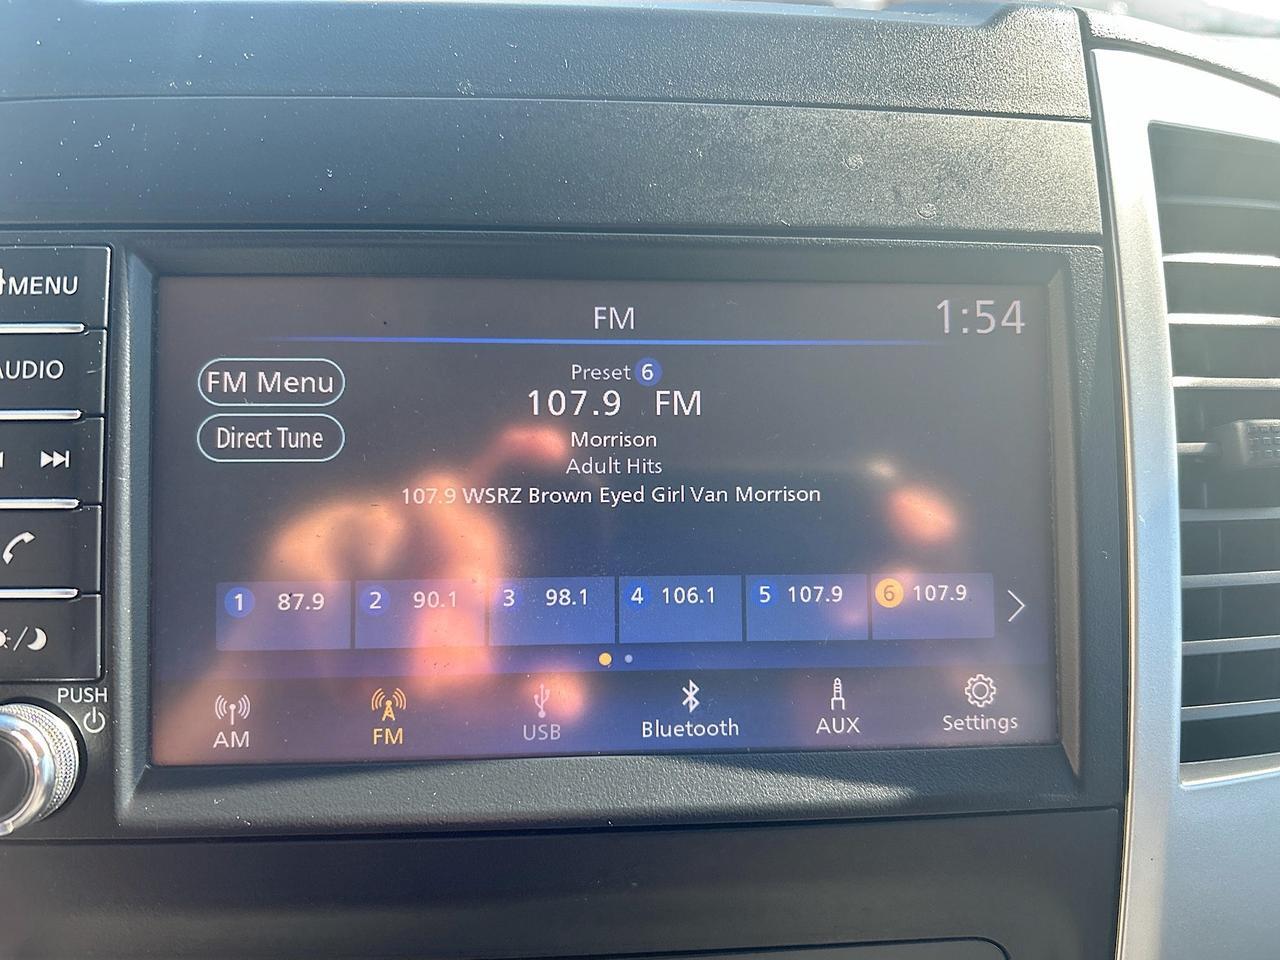 MENU
AUDIO
PUSH
FM
1:54
FM Menu
Direct Tune
Preset 6
107.9 FM
Morrison
Adult Hits
107.9 WSRZ Brown Eyed Girl Van Morrison
1 87.9 2 90.1 3 98.1 4 106.1 5 107.9 6 107.9
AM FM USB Bluetooth AUX Settings